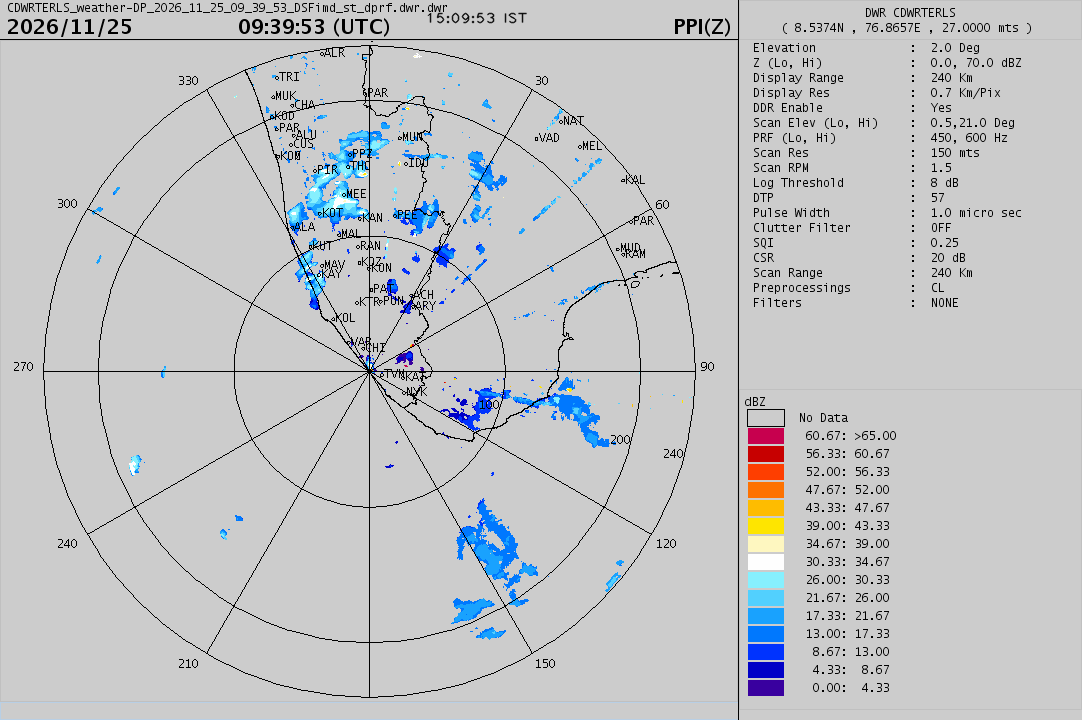 CDWRTERLS_weather-DP_2026_11_25_09_39_53_DSFimd_st_dprf.dwr.dwr
2026/11/25 09:39:53 (UTC) 15:09:53 IST PPI(Z)
DWR CDWRTERLS
( 8.5374N , 76.8657E , 27.0000 mts )
Elevation : 2.0 Deg
Z (Lo, Hi) : 0.0, 70.0 dBZ
Display Range : 240 Km
Display Res : 0.7 Km/Pix
DDR Enable : Yes
Scan Elev (Lo, Hi) : 0.5,21.0 Deg
PRF (Lo, Hi) : 450, 600 Hz
Scan Res : 150 mts
Scan RPM : 1.5
Log Threshold : 8 dB
DTP : 57
Pulse Width : 1.0 micro sec
Clutter Filter : OFF
SQI : 0.25
CSR : 20 dB
Scan Range : 240 Km
Preprocessings : CL
Filters : NONE
dBZ
No Data
60.67: >65.00
56.33: 60.67
52.00: 56.33
47.67: 52.00
43.33: 47.67
39.00: 43.33
34.67: 39.00
30.33: 34.67
26.00: 30.33
21.67: 26.00
17.33: 21.67
13.00: 17.33
8.67: 13.00
4.33: 8.67
0.00: 4.33
330
30
300
60
270
90
240
120
210
150
100
200
240
ALR
TRI
PAR
MUK
CHA
KOD
PAR
ALU
CUS
KOM
NAT
VAD
MEL
MUN
PPZ
THO
IDU
PIR
KAL
MEE
KOT
KAN
PEE
PAR
ALA
MAL
KUT
RAN
MUD
RAM
KOZ
MAV
KON
KAY
PAT
ACH
KTR
PUN
ARY
KOL
VAR
CHI
TVM
KAT
NYK